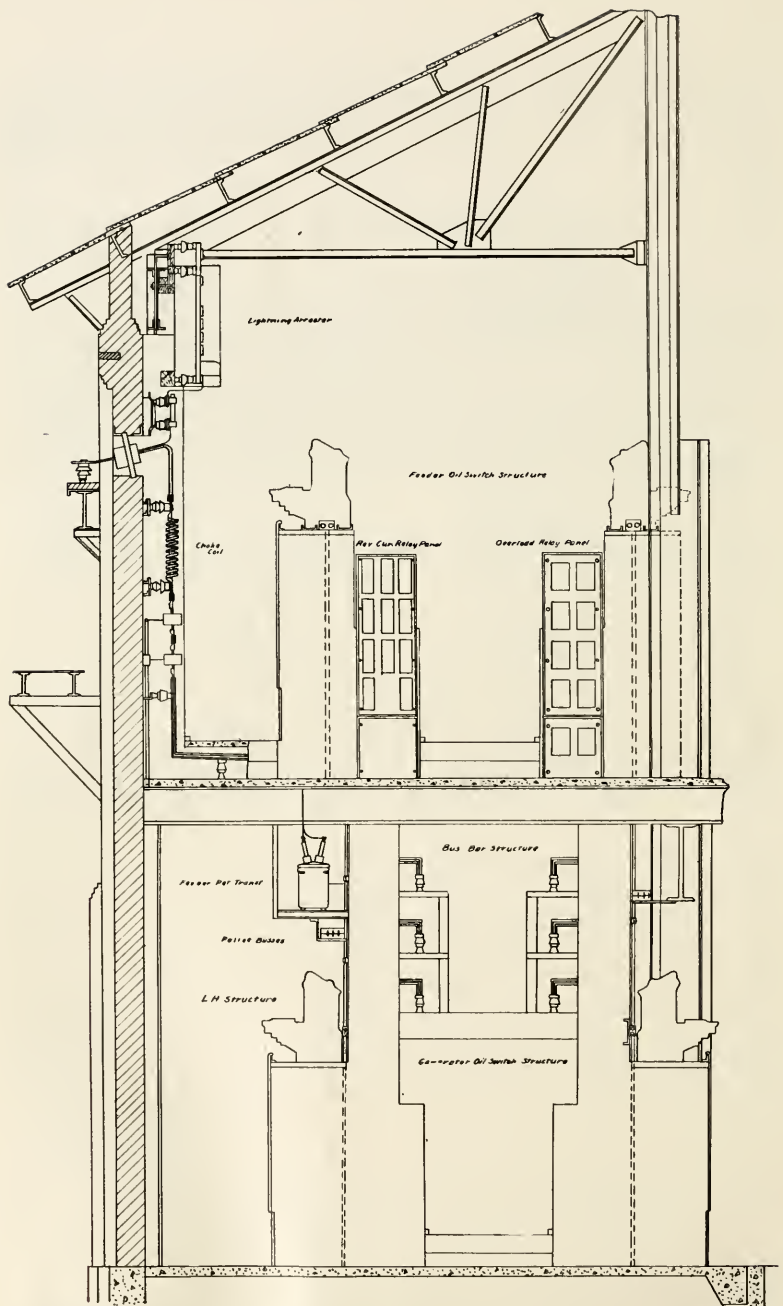 Lightning Arrester
Feeder Oil Switch Structure
Choke
Coil
Rev Cur. Relay Panel
Overload Relay Panel
Bus Bar Structure
Feeder Pot Transf
Busses
L H Structure
Generator Oil Switch Structure